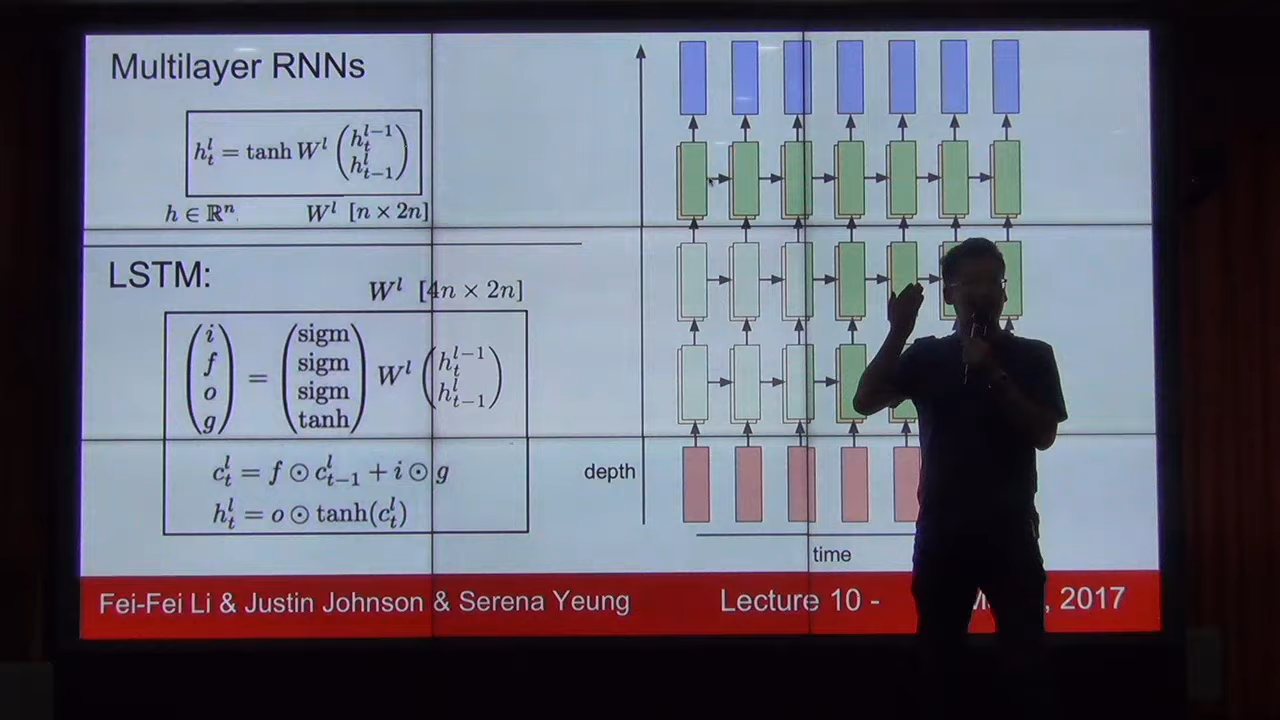 Multilayer RNNs
h_t^l = tanh W^l (h_t^{l-1} h_{t-1}^l)
h ∈ ℝ^n. W^l [n × 2n]
LSTM:
W^l [4n × 2n]
(i f o g) = (sigm sigm sigm tanh) W^l (h_t^{l-1} h_{t-1}^l)
c_t^l = f ⊙ c_{t-1}^l + i ⊙ g
h_t^l = o ⊙ tanh(c_t^l)
depth
time
Fei-Fei Li & Justin Johnson & Serena Yeung
Lecture 10 -
, 2017